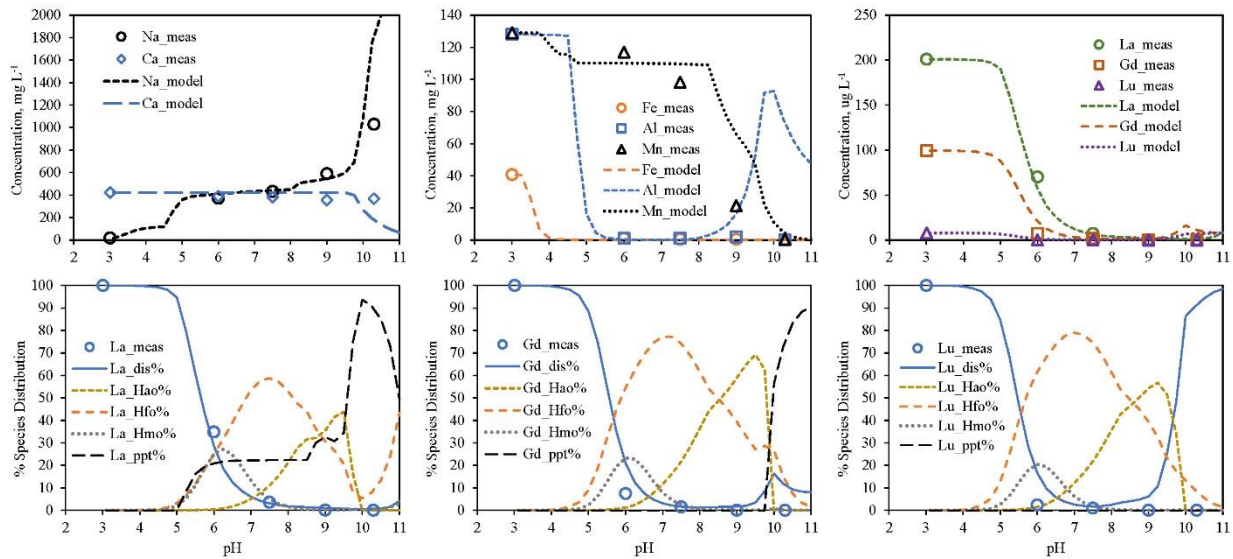 Concentration, mg L-1
2000
1800
1600
1400
1200
1000
800
600
400
200
0
Na_meas
Ca_meas
Na_model
Ca_model
2 3 4 5 6 7 8 9 10 11
Concentration, mg L-1
140
120
100
80
60
40
20
0
Fe_meas
Al_meas
Mn_meas
Fe_model
Al_model
Mn_model
2 3 4 5 6 7 8 9 10 11
Concentration, ug L-1
250
200
150
100
50
0
La_meas
Gd_meas
Lu_meas
La_model
Gd_model
Lu_model
2 3 4 5 6 7 8 9 10 11
% Species Distribution
100
90
80
70
60
50
40
30
20
10
0
La_meas
La_dis%
La_Hao%
La_Hfo%
La_Hmo%
La_ppt%
2 3 4 5 6 7 8 9 10 11
pH
% Species Distribution
100
90
80
70
60
50
40
30
20
10
0
Gd_meas
Gd_dis%
Gd_Hao%
Gd_Hfo%
Gd_Hmo%
Gd_ppt%
2 3 4 5 6 7 8 9 10 11
pH
% Species Distribution
100
90
80
70
60
50
40
30
20
10
0
Lu_meas
Lu_dis%
Lu_Hao%
Lu_Hfo%
Lu_Hmo%
Lu_ppt%
2 3 4 5 6 7 8 9 10 11
pH